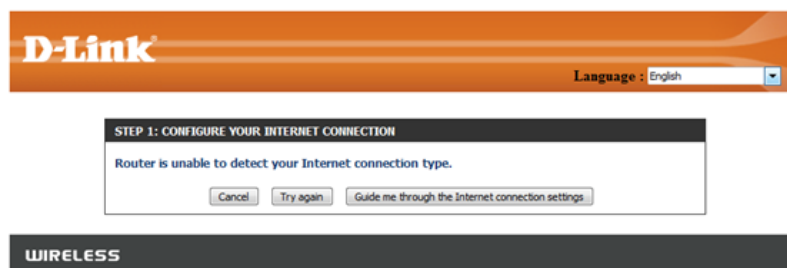 D-Link
Language : English
STEP 1: CONFIGURE YOUR INTERNET CONNECTION
Router is unable to detect your Internet connection type.
Cancel Try again Guide me through the Internet connection settings
WIRELESS